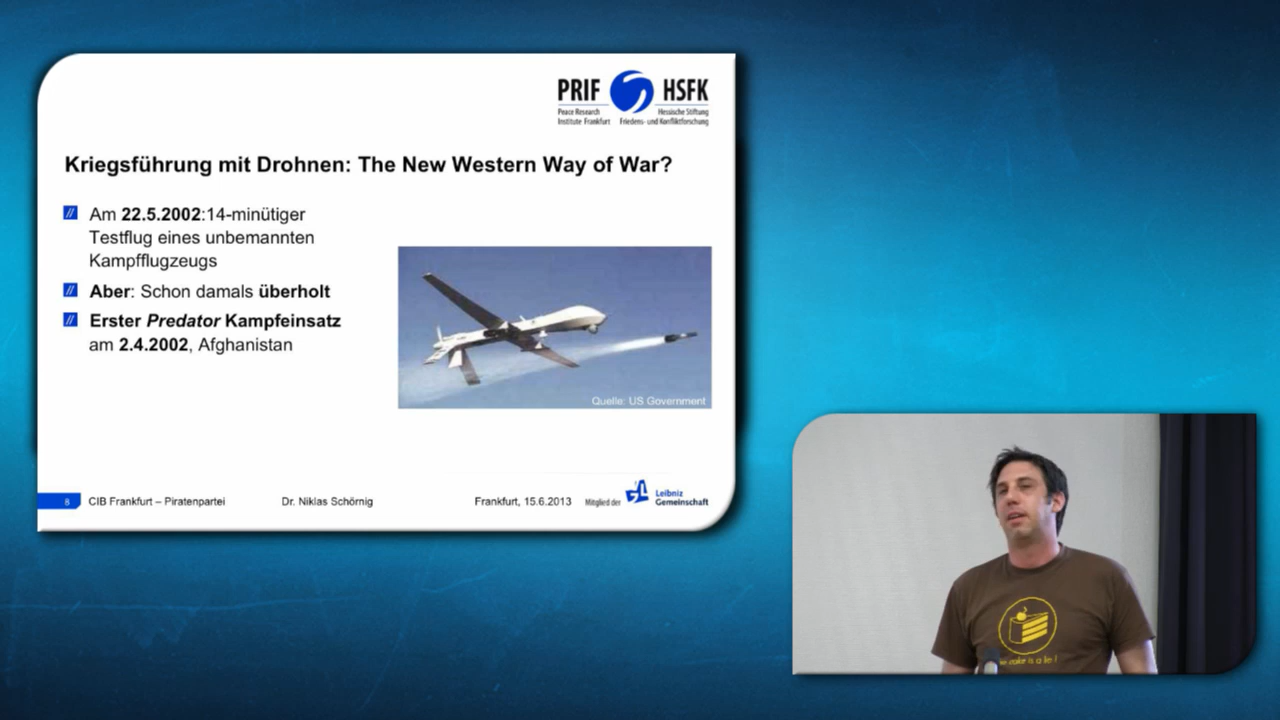 PRIF HSFK
Peace Research Hessische Stiftung
Institute Frankfurt Friedens- und Konfliktforschung
Kriegsführung mit Drohnen: The New Western Way of War?
Am 22.5.2002:14-minütiger
Testflug eines unbemannten
Kampfflugzeugs
Aber: Schon damals überholt
Erster Predator Kampfeinsatz
am 2.4.2002, Afghanistan
Quelle: US Government
8 CIB Frankfurt – Piratenpartei Dr. Niklas Schörnig Frankfurt, 15.6.2013 Mitglied der Leibniz
Gemeinschaft
cake is a lie!